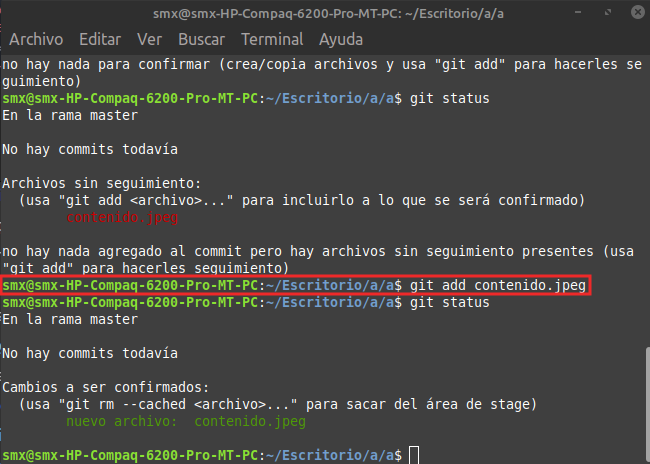 smx@smx-HP-Compaq-6200-Pro-MT-PC: ~/Escritorio/a/a
Archivo Editar Ver Buscar Terminal Ayuda
no hay nada para confirmar (crea/copia archivos y usa "git add" para hacerles se
guimiento)
smx@smx-HP-Compaq-6200-Pro-MT-PC:~/Escritorio/a/a$ git status
En la rama master
No hay commits todavía
Archivos sin seguimiento:
(usa "git add <archivo>..." para incluirlo a lo que se será confirmado)
contenido.jpeg
no hay nada agregado al commit pero hay archivos sin seguimiento presentes (usa
"git add" para hacerles seguimiento)
smx@smx-HP-Compaq-6200-Pro-MT-PC:~/Escritorio/a/a$ git add contenido.jpeg
smx@smx-HP-Compaq-6200-Pro-MT-PC:~/Escritorio/a/a$ git status
En la rama master
No hay commits todavía
Cambios a ser confirmados:
(usa "git rm --cached <archivo>..." para sacar del área de stage)
nuevo archivo:  contenido.jpeg
smx@smx-HP-Compaq-6200-Pro-MT-PC:~/Escritorio/a/a$